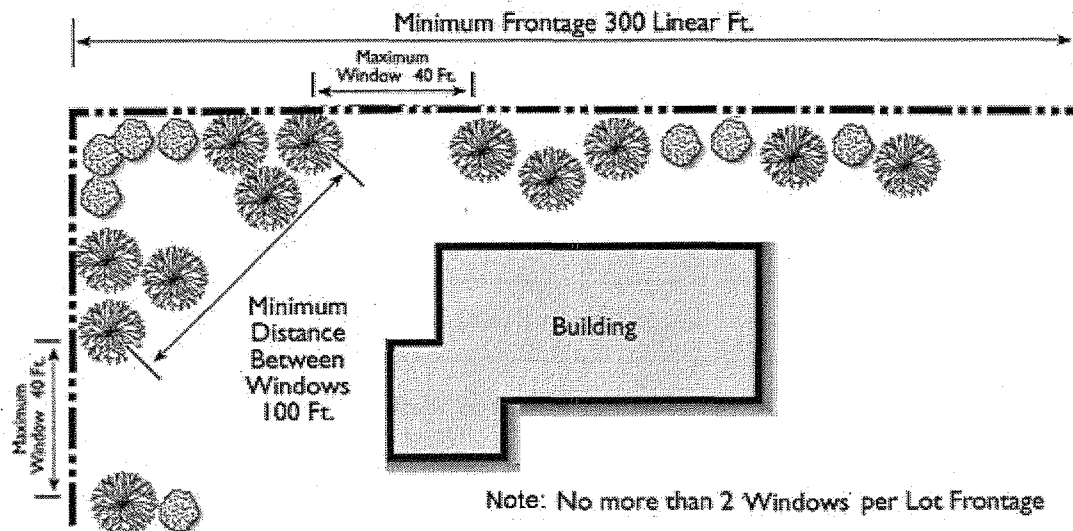 Minimum Frontage 300 Linear Ft.
Maximum
Window 40 Ft.
Minimum
Distance
Between
Windows
100 Ft.
Building
Maximum
Window 40 Ft.
Note: No more than 2 Windows per Lot Frontage